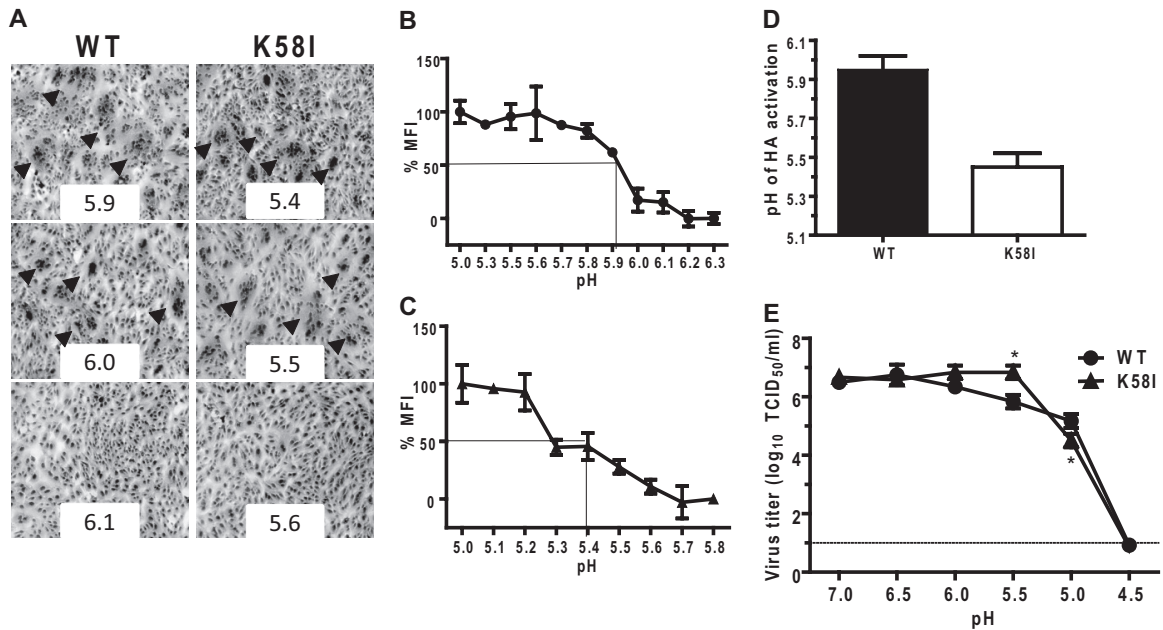 A
WT
K58I
5.9
5.4
6.0
5.5
6.1
5.6
B
150
100
50
0
% MFI
5.0 5.3 5.5 5.6 5.7 5.8 5.9 6.0 6.1 6.2 6.3
pH
C
150
100
50
0
% MFI
5.0 5.1 5.2 5.3 5.4 5.5 5.6 5.7 5.8
pH
D
6.1
5.9
5.7
5.5
5.3
5.1
pH of HA activation
WT K58I
E
8
6
4
2
0
Virus titer (log10 TCID50/ml)
* 
*
WT
K58I
7.0 6.5 6.0 5.5 5.0 4.5
pH